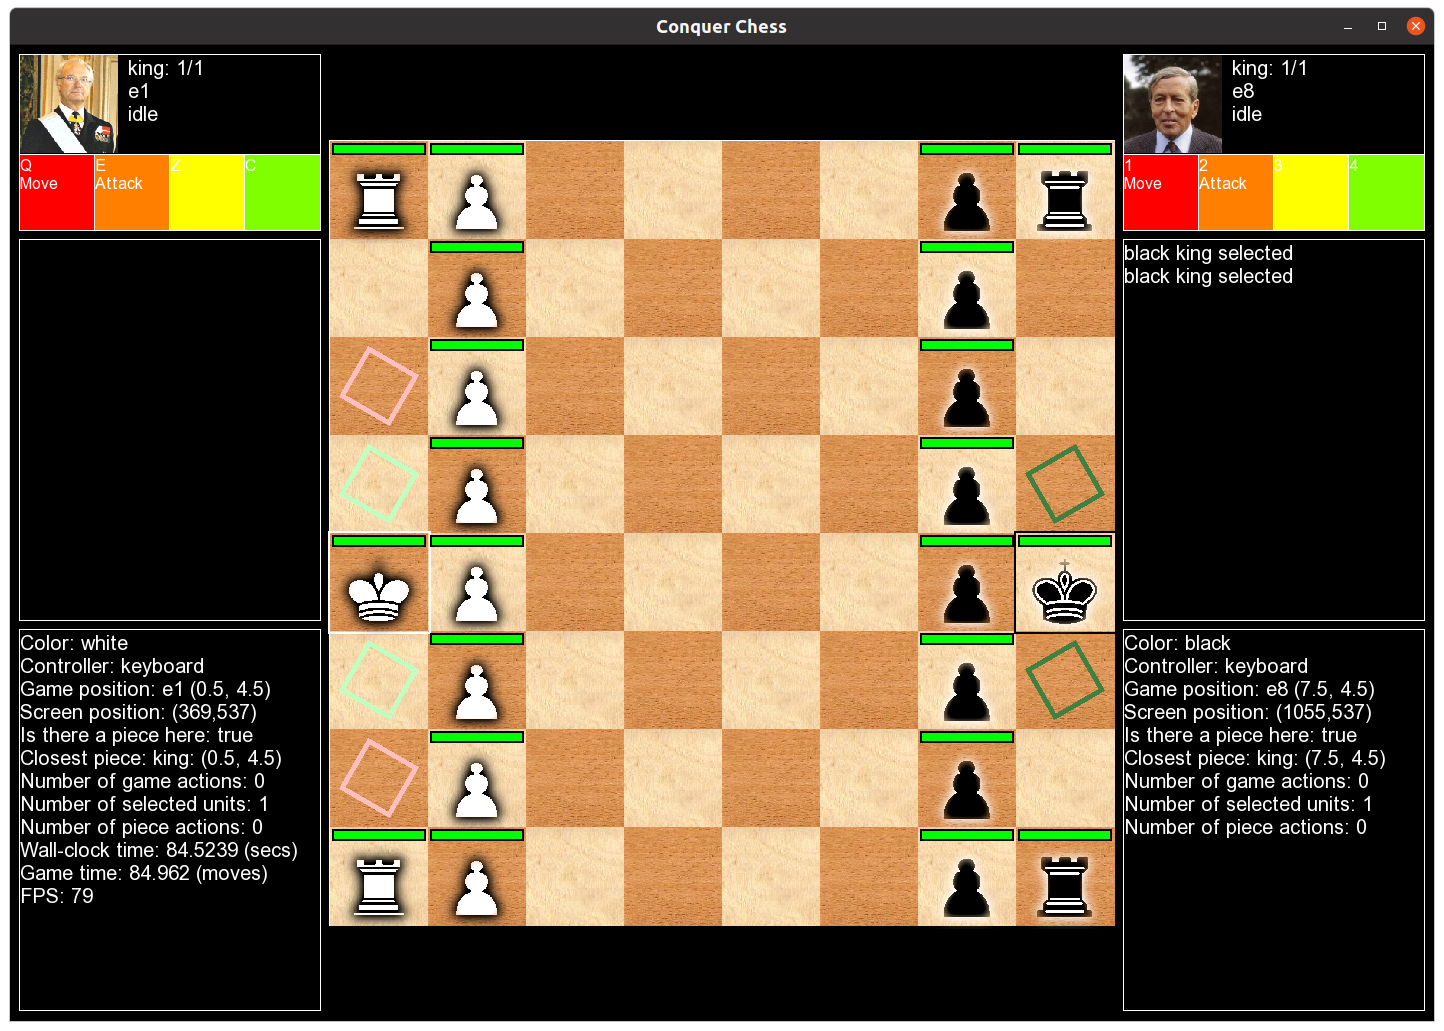 Conquer Chess
king: 1/1
e1
idle
Q
Move
E
Attack
Z
C
Color: white
Controller: keyboard
Game position: e1 (0.5, 4.5)
Screen position: (369,537)
Is there a piece here: true
Closest piece: king: (0.5, 4.5)
Number of game actions: 0
Number of selected units: 1
Number of piece actions: 0
Wall-clock time: 84.5239 (secs)
Game time: 84.962 (moves)
FPS: 79
king: 1/1
e8
idle
1
Move
2
Attack
3
4
black king selected
black king selected
Color: black
Controller: keyboard
Game position: e8 (7.5, 4.5)
Screen position: (1055,537)
Is there a piece here: true
Closest piece: king: (7.5, 4.5)
Number of game actions: 0
Number of selected units: 1
Number of piece actions: 0